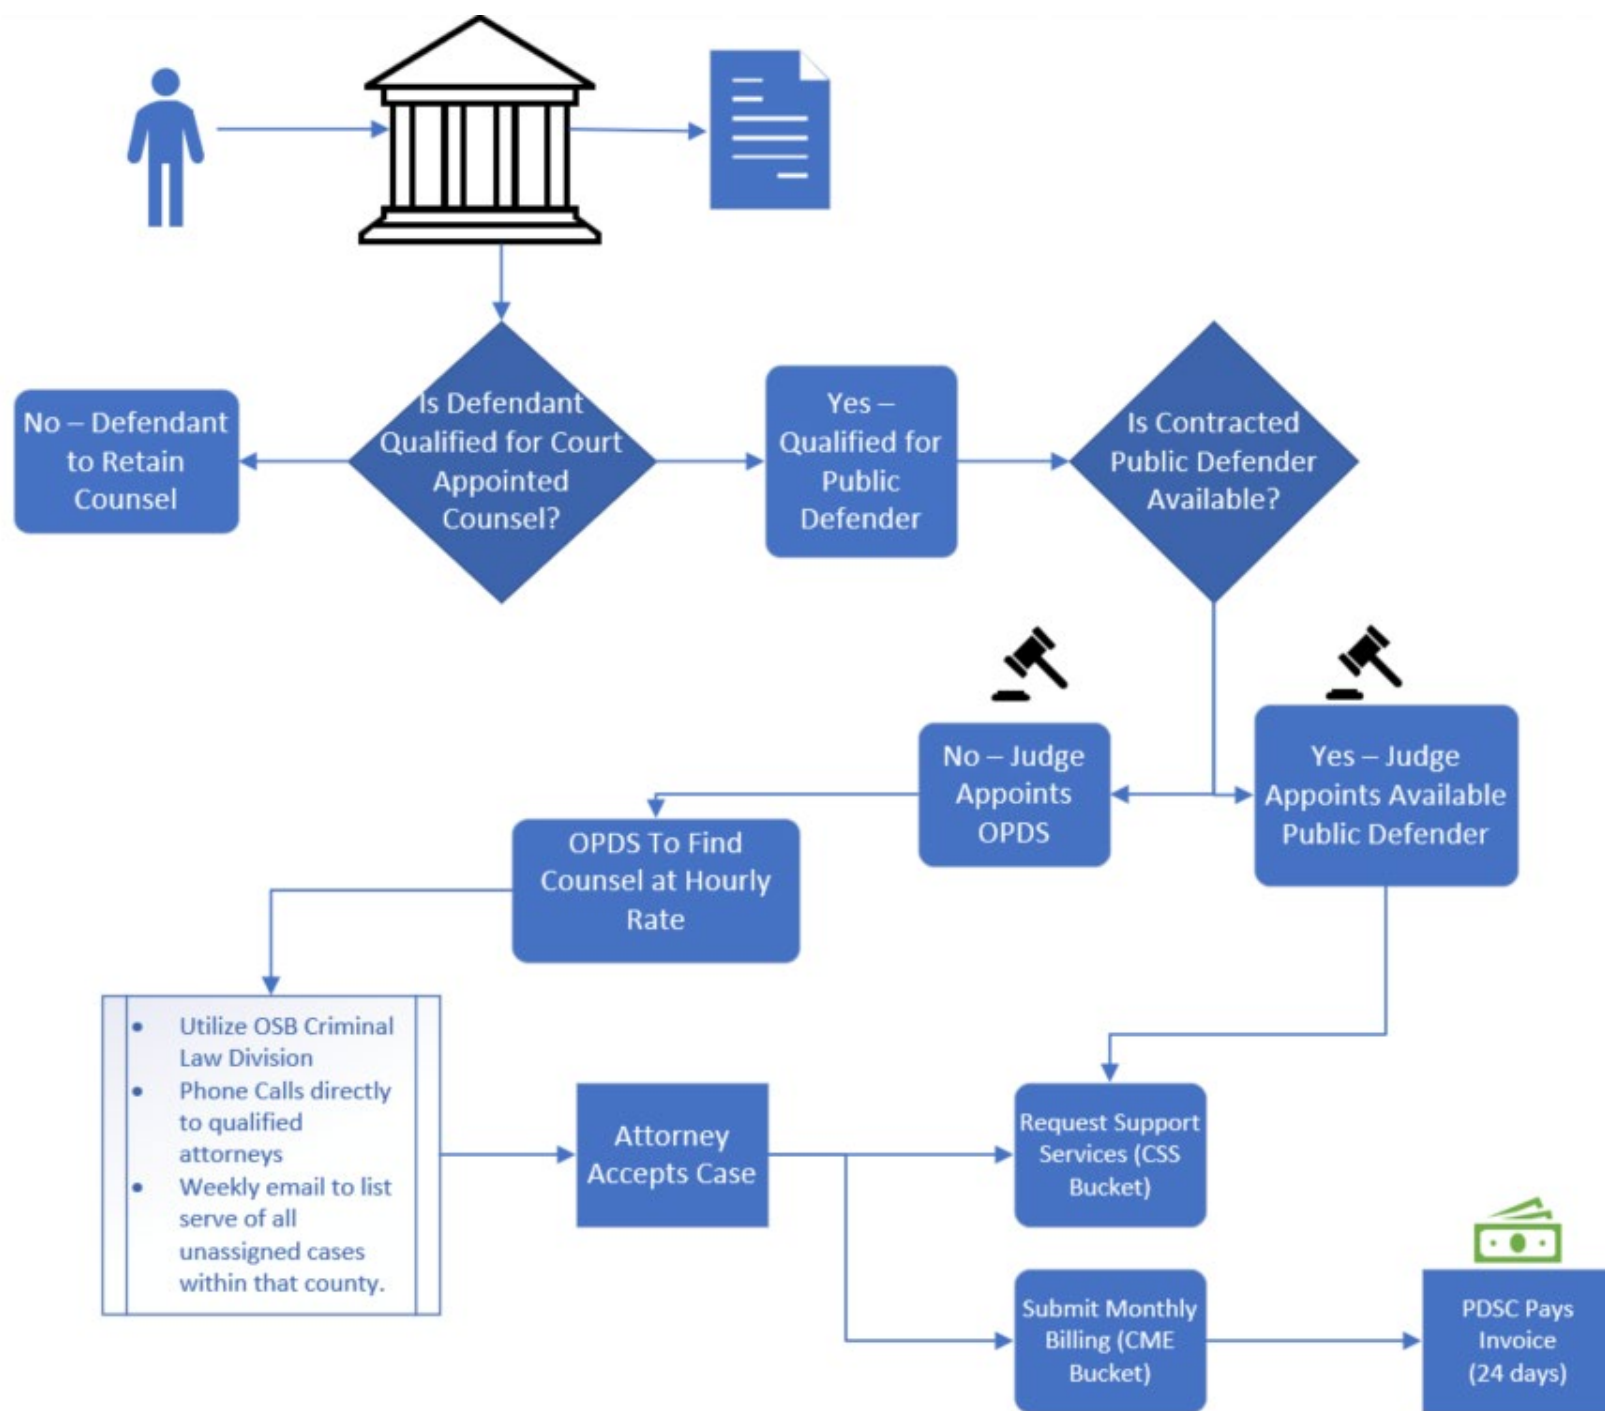 No – Defendant
to Retain
Counsel
Is Defendant
Qualified for Court
Appointed
Counsel?
Yes –
Qualified for
Public
Defender
Is Contracted
Public Defender
Available?
No – Judge
Appoints
OPDS
Yes – Judge
Appoints Available
Public Defender
OPDS To Find
Counsel at Hourly
Rate
• Utilize OSB Criminal
Law Division
• Phone Calls directly
to qualified
attorneys
• Weekly email to list
serve of all
unassigned cases
within that county.
Attorney
Accepts Case
Request Support
Services (CSS
Bucket)
Submit Monthly
Billing (CME
Bucket)
PDSC Pays
Invoice
(24 days)